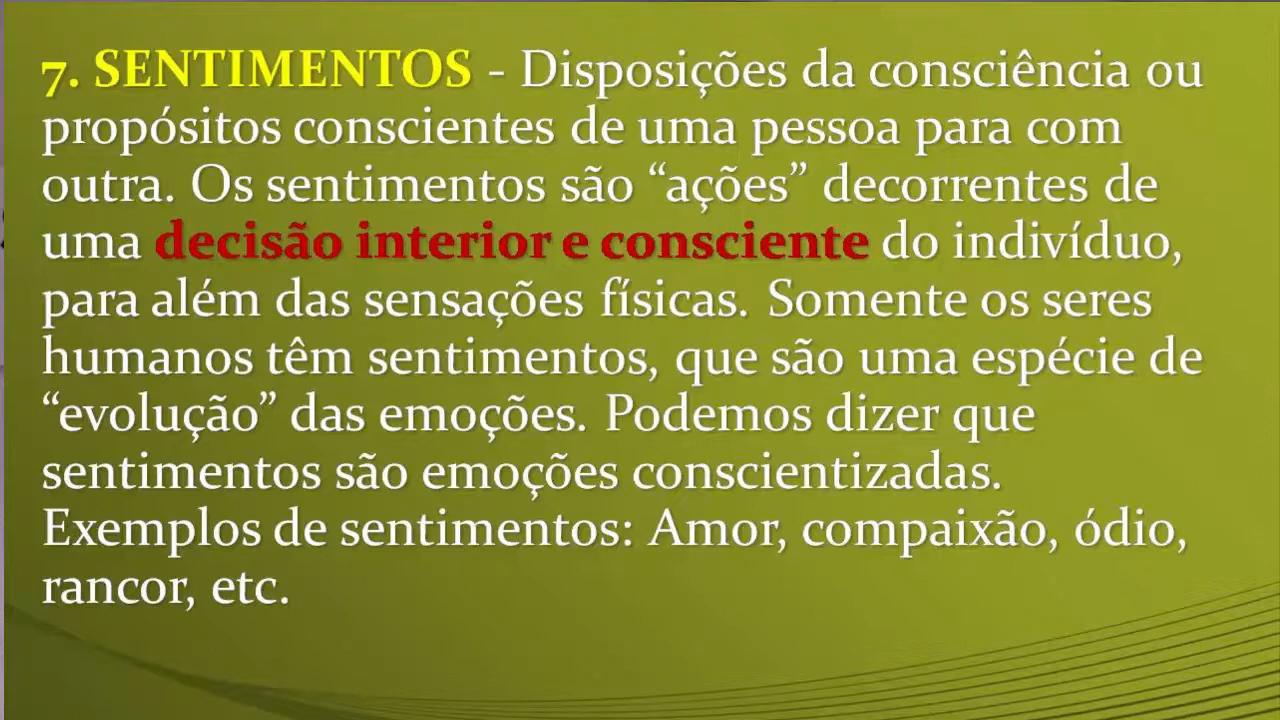 7. SENTIMENTOS - Disposições da consciência ou
propósitos conscientes de uma pessoa para com
outra. Os sentimentos são “ações” decorrentes de
uma decisão interior e consciente do indivíduo,
para além das sensações físicas. Somente os seres
humanos têm sentimentos, que são uma espécie de
“evolução” das emoções. Podemos dizer que
sentimentos são emoções conscientizadas.
Exemplos de sentimentos: Amor, compaixão, ódio,
rancor, etc.